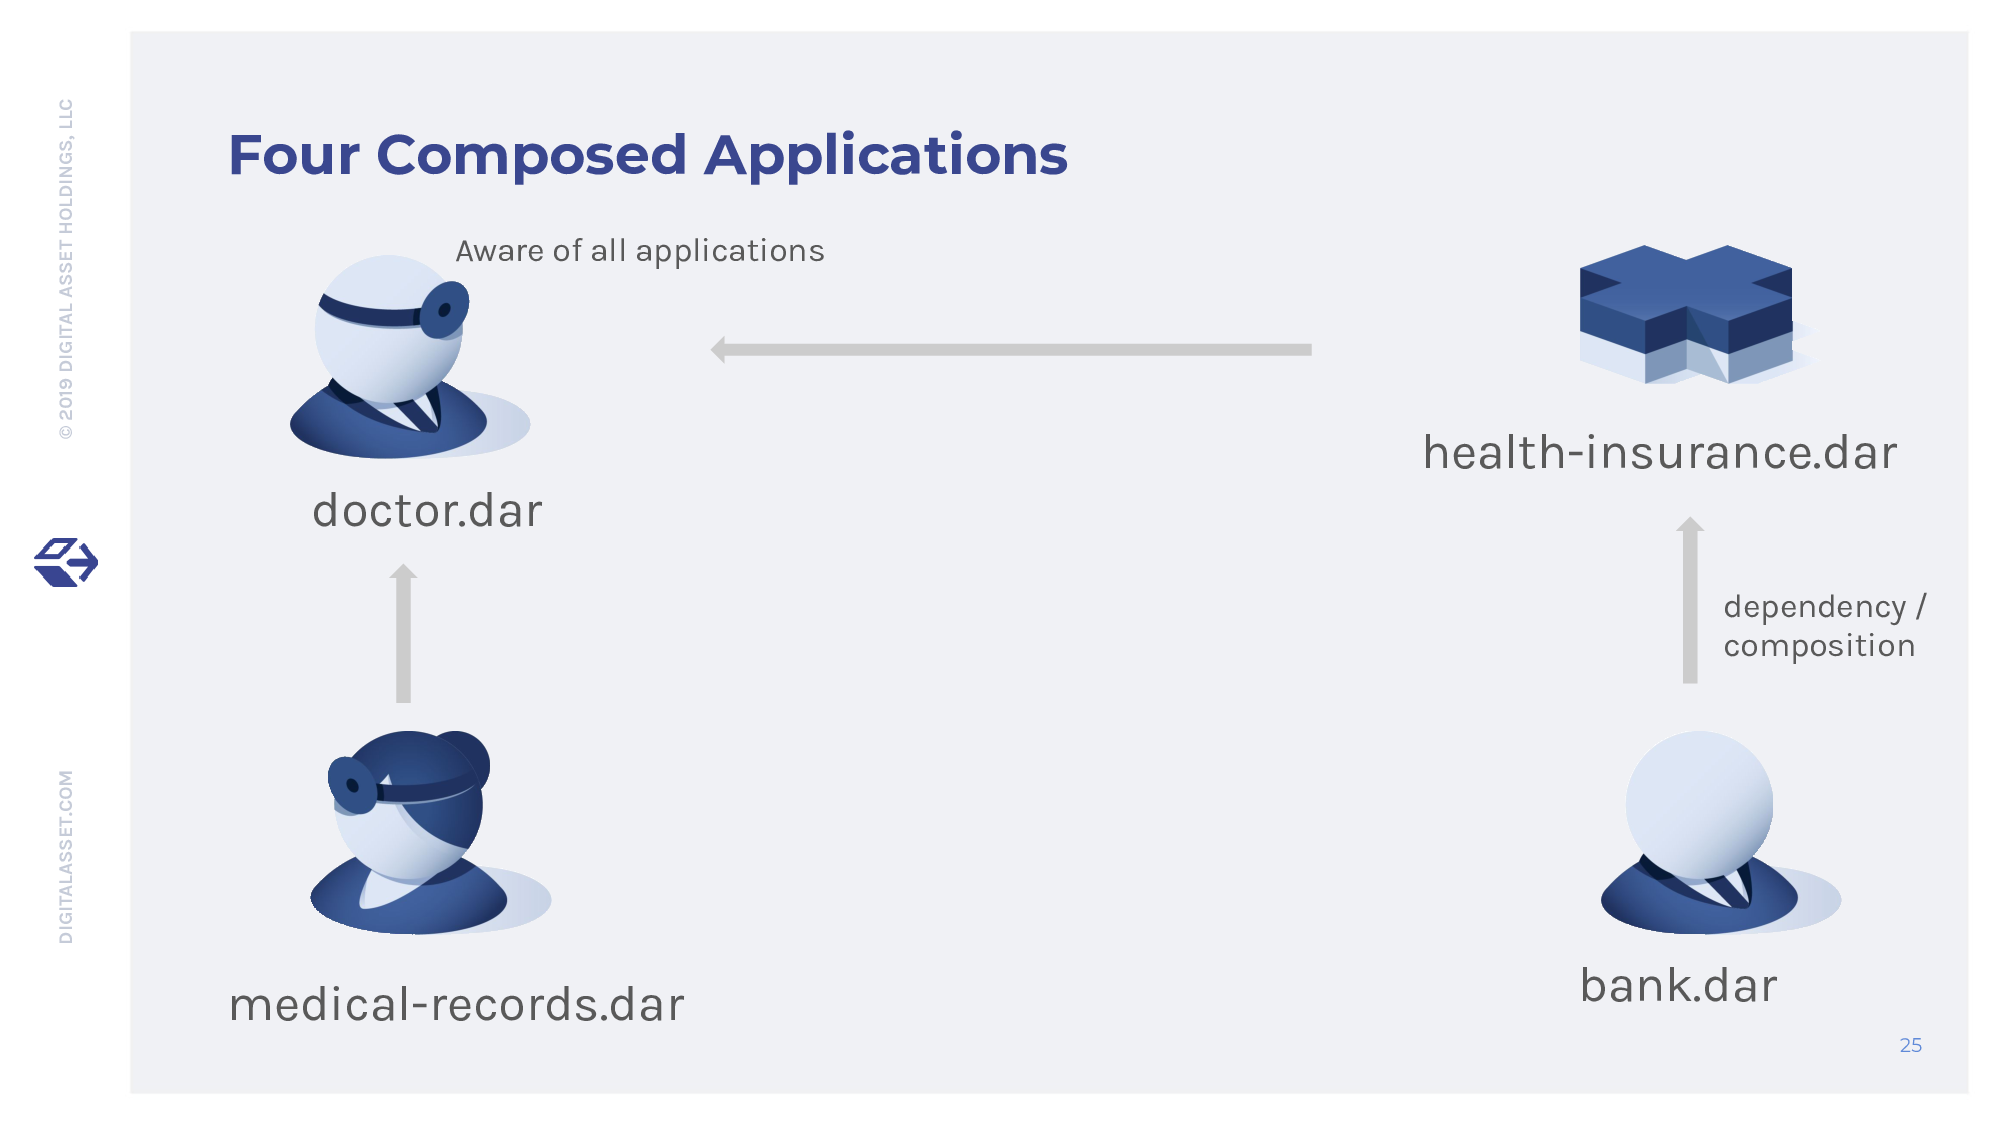 © 2019 DIGITAL ASSET HOLDINGS, LLC
DIGITALASSET.COM
Four Composed Applications
Aware of all applications
doctor.dar
health-insurance.dar
dependency /
composition
medical-records.dar
bank.dar
25